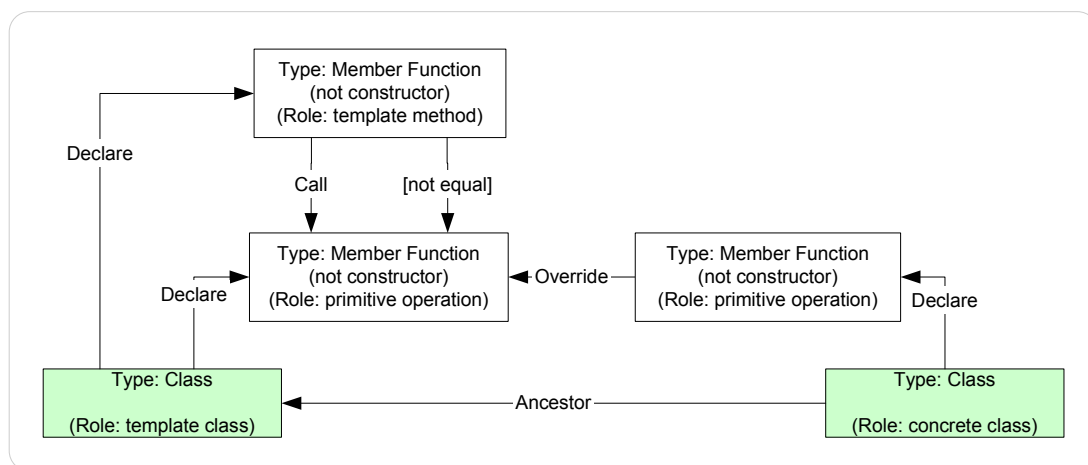 Type: Member Function
(not constructor)
(Role: template method)
Declare
Call
[not equal]
Type: Member Function
(not constructor)
(Role: primitive operation)
Override
Type: Member Function
(not constructor)
(Role: primitive operation)
Declare
Declare
Type: Class
(Role: template class)
Ancestor
Type: Class
(Role: concrete class)